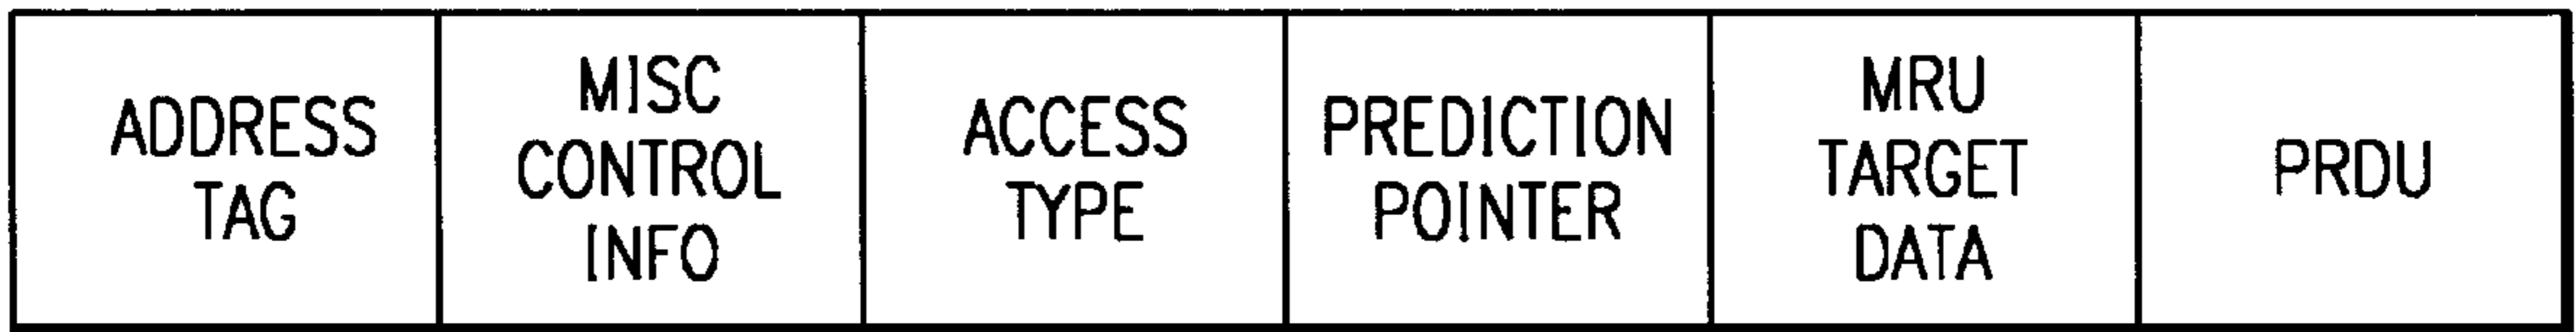 ADDRESS
TAG
MISC
CONTROL
INFO
ACCESS
TYPE
PREDICTION
POINTER
MRU
TARGET
DATA
PRDU